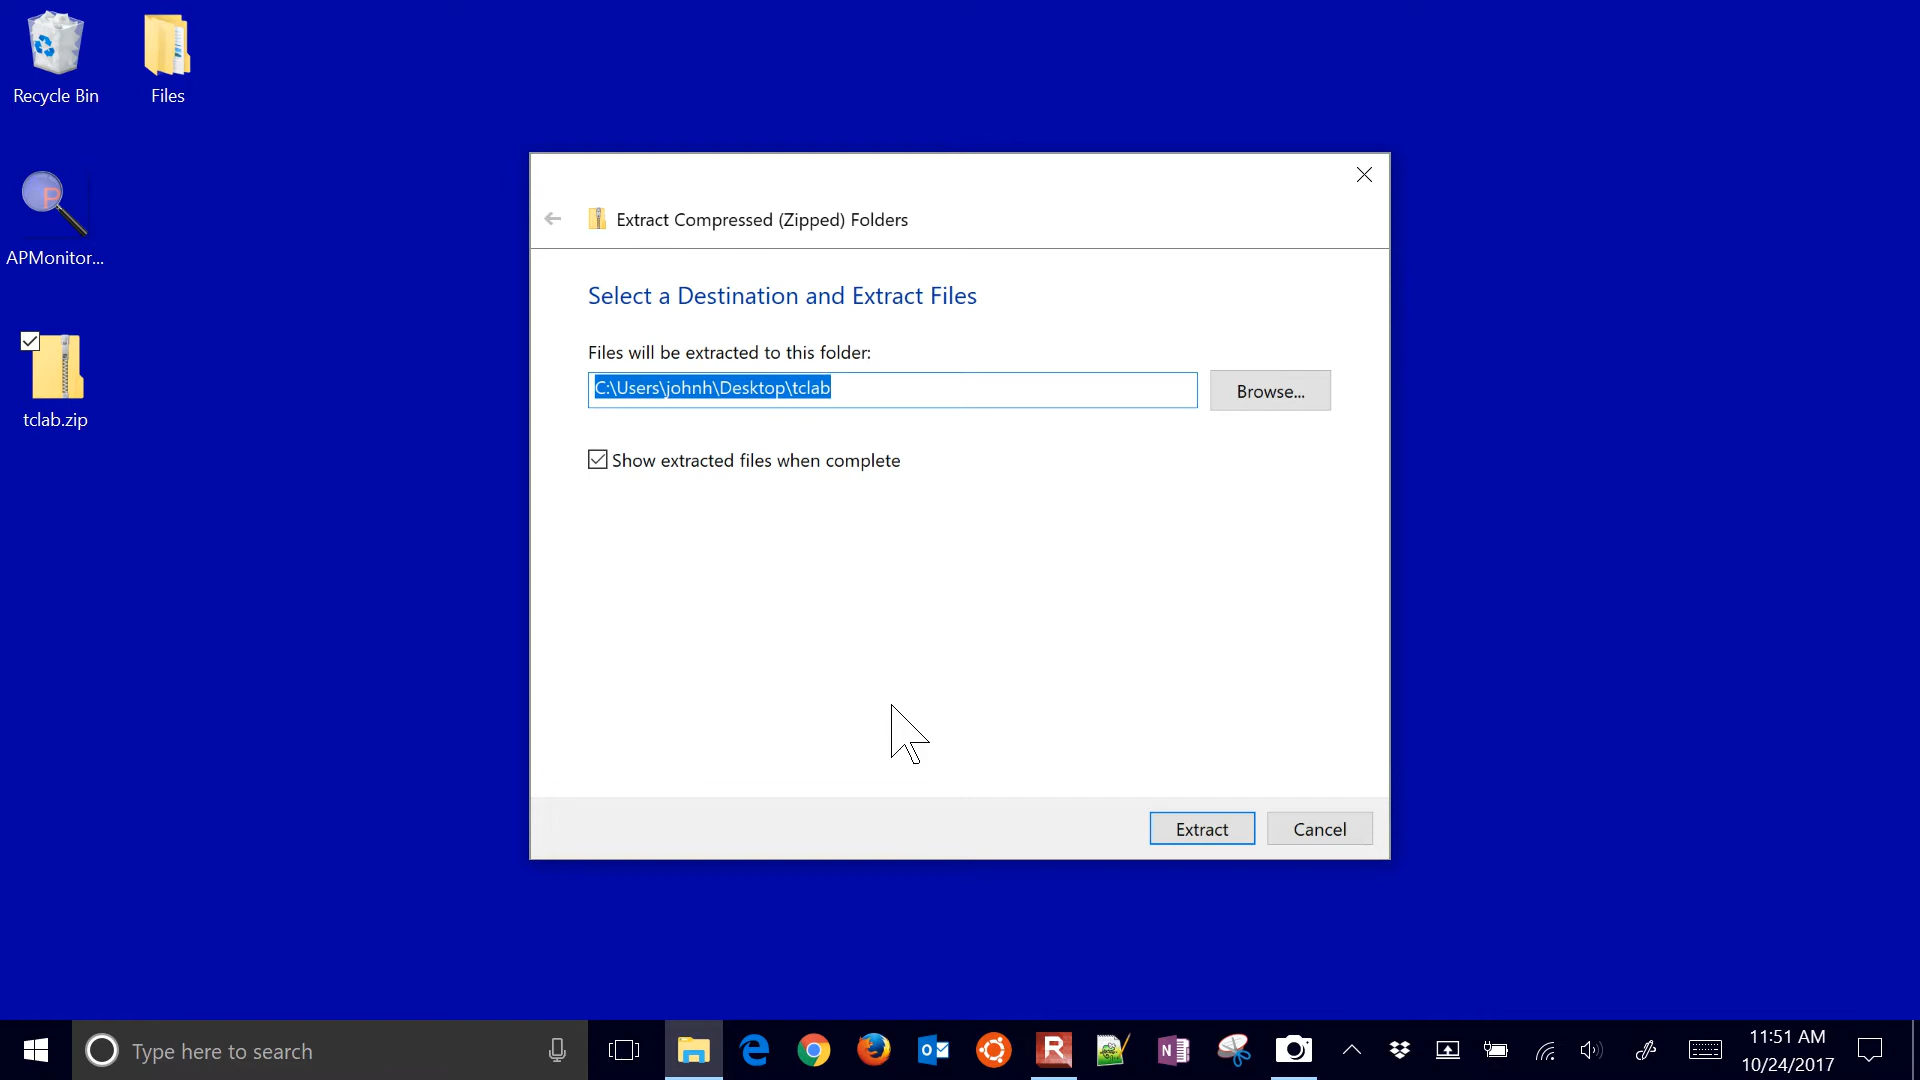 Recycle Bin
Files
APMonitor...
tclab.zip
Extract Compressed (Zipped) Folders
Select a Destination and Extract Files
Files will be extracted to this folder:
C:\Users\johnh\Desktop\tclab
Browse...
Show extracted files when complete
Extract
Cancel
Type here to search
11:51 AM
10/24/2017